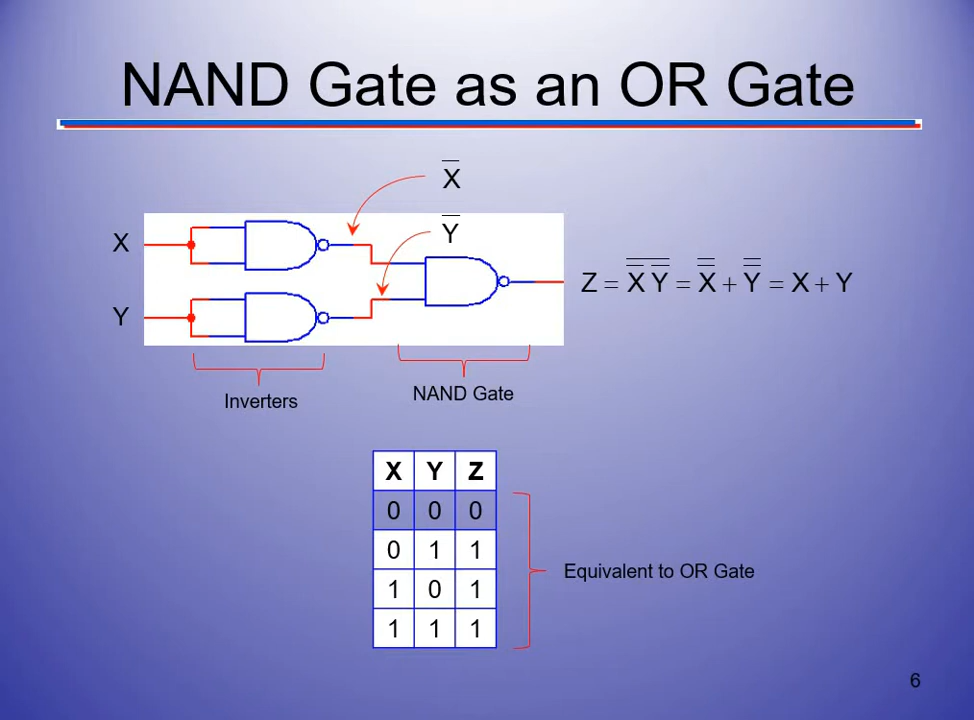 NAND Gate as an OR Gate
X̅
Y̅
X
Y
Z = X̿ Y̿ = X̿ + Y̿ = X + Y
Inverters
NAND Gate
X Y Z
0 0 0
0 1 1
1 0 1
1 1 1
Equivalent to OR Gate
6